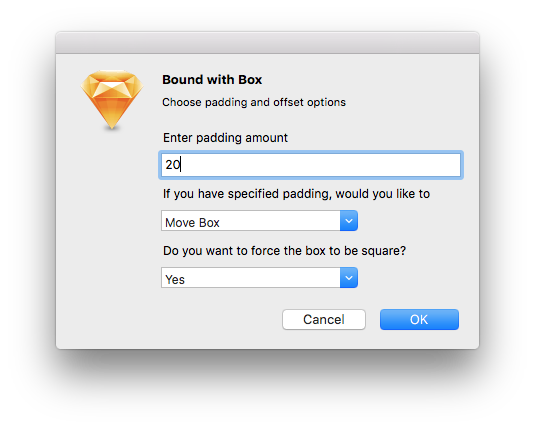 Bound with Box
Choose padding and offset options
Enter padding amount
20
If you have specified padding, would you like to
Move Box
Do you want to force the box to be square?
Yes
Cancel OK